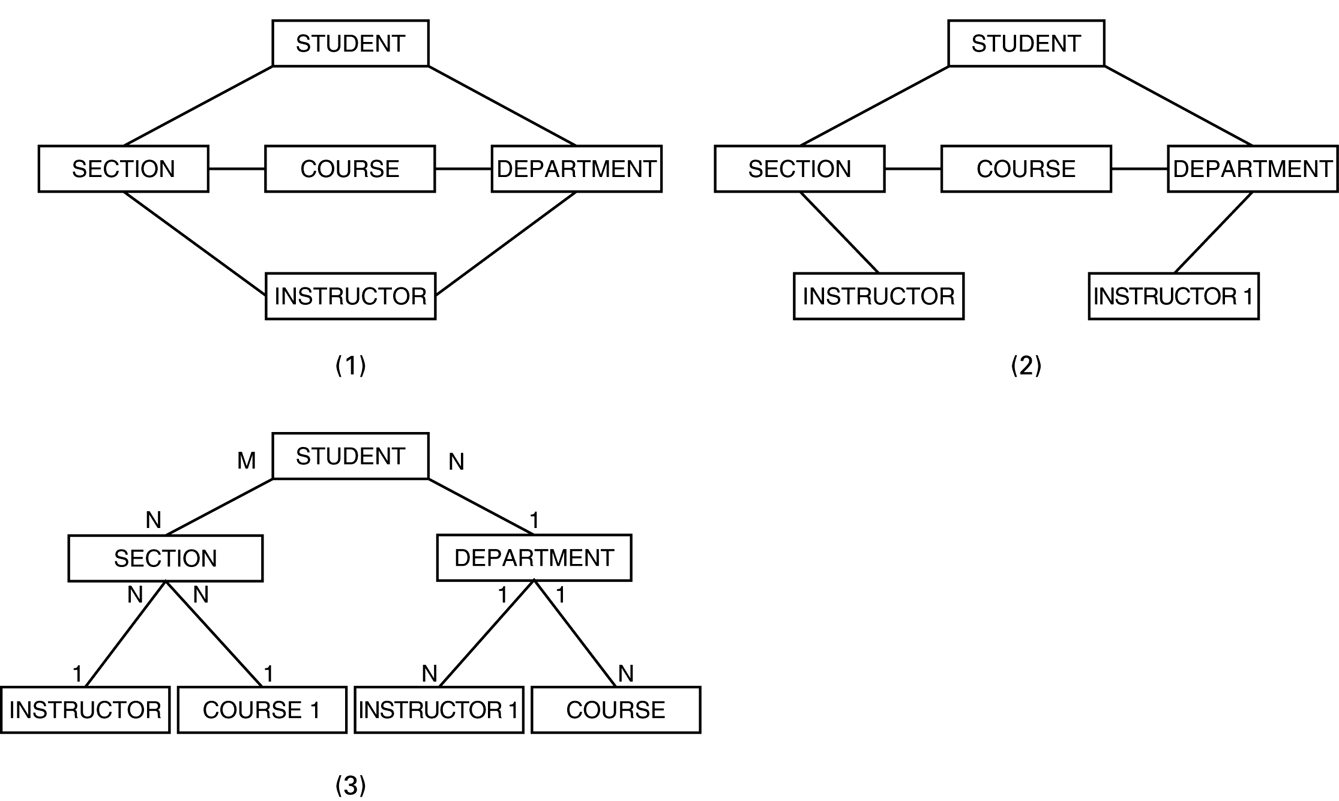 STUDENT STUDENT
SECTION COURSE DEPARTMENT SECTION COURSE DEPARTMENT
INSTRUCTOR INSTRUCTOR INSTRUCTOR 1
(1) (2)
M STUDENT N
N 1
SECTION DEPARTMENT
N N 1 1
1 1 N N
INSTRUCTOR COURSE 1 INSTRUCTOR 1 COURSE
(3)